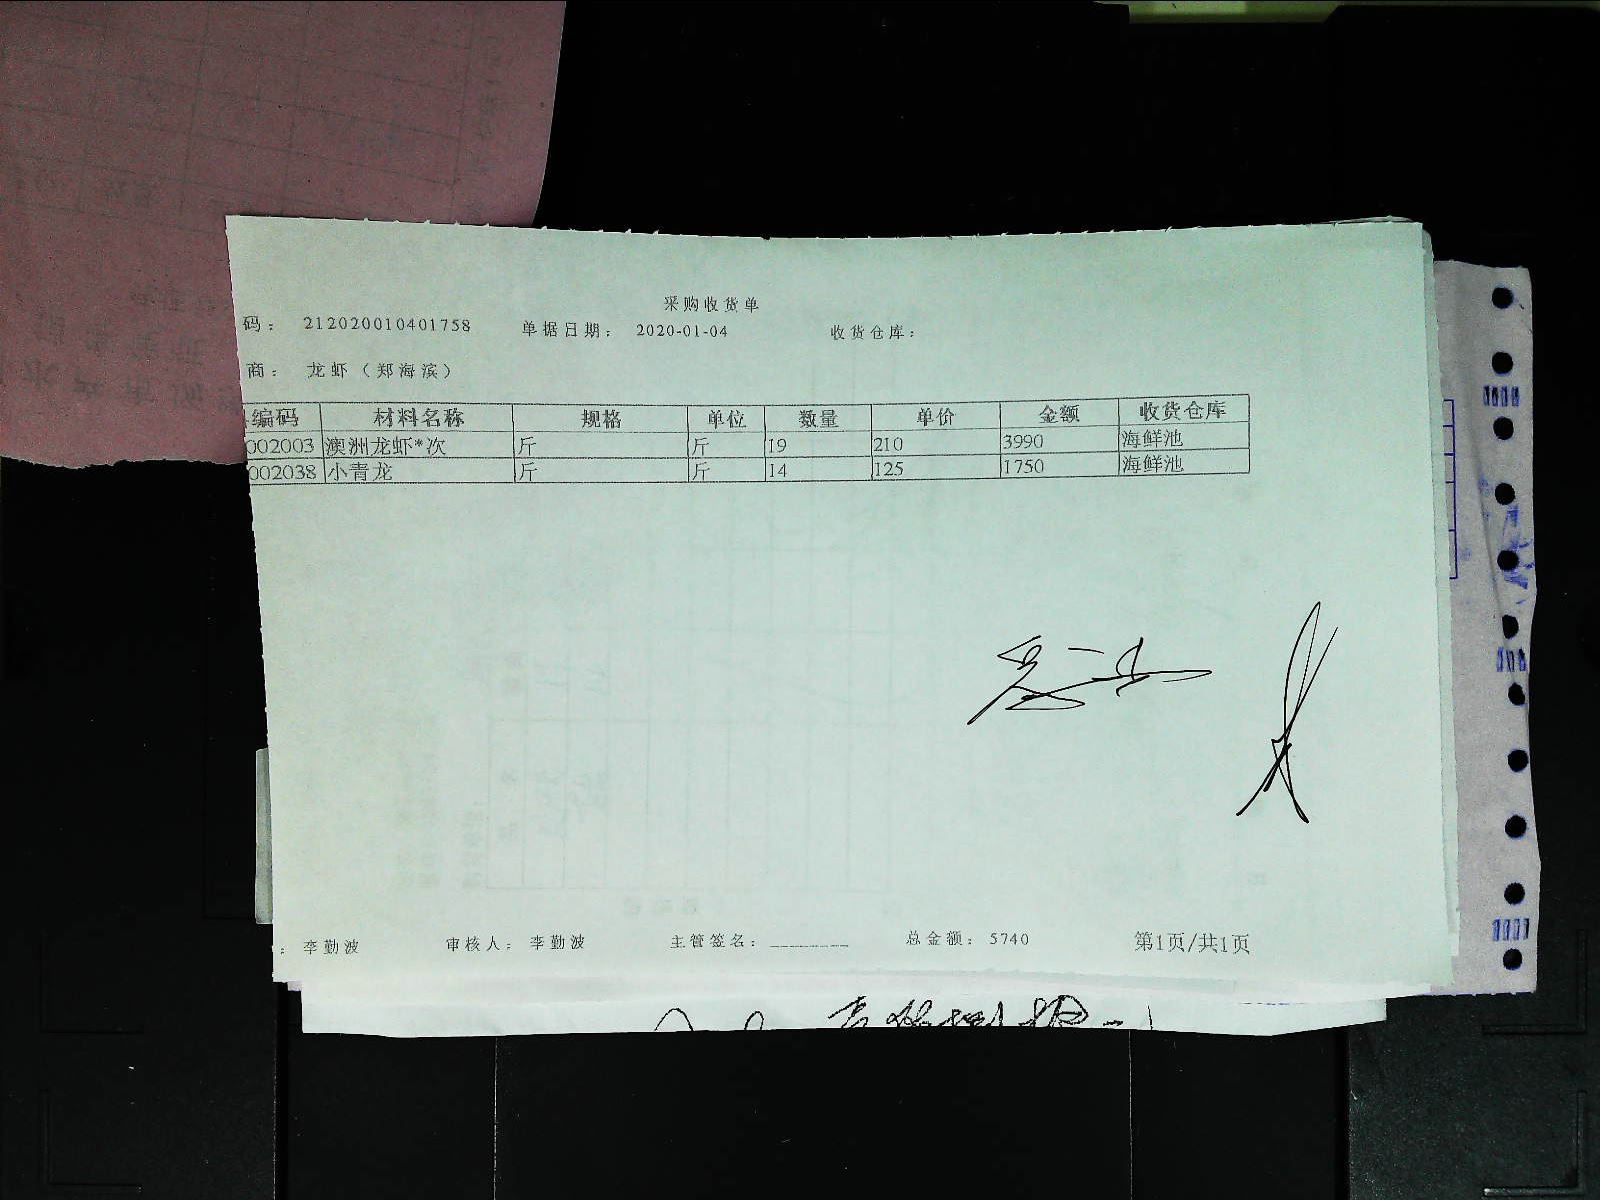 采购收货单
码： 212020010401758 单据日期： 2020-01-04 收货仓库：
商： 龙虾（郑海滨）
编码 材料名称 规格 单位 数量 单价 金额 收货仓库
002003 澳洲龙虾*次 斤 斤 19 210 3990 海鲜池
002038 小青龙 斤 斤 14 125 1750 海鲜池
： 李勤波 审核人： 李勤波 主管签名：________ 总金额： 5740 第1页/共1页